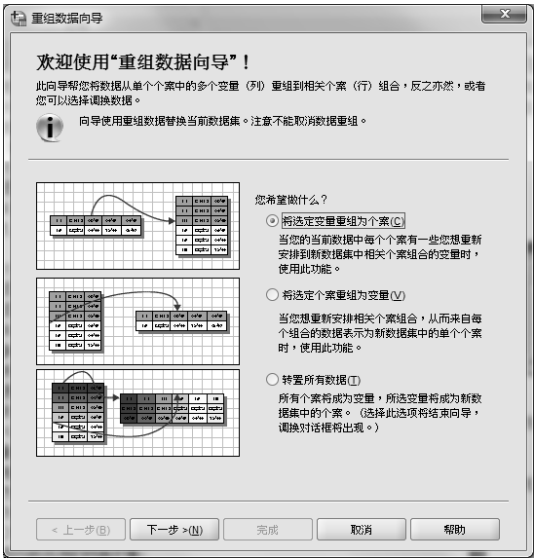 重组数据向导
欢迎使用“重组数据向导”！
此向导帮您将数据从单个个案中的多个变量（列）重组到相关个案（行）组合，反之亦然，或者
您可以选择调换数据。
向导使用重组数据替换当前数据集。注意不能取消数据重组。
您希望做什么？
将选定变量重组为个案(C)
当您的当前数据中每个个案有一些您想重新
安排到新数据集中相关个案组合的变量时，
使用此功能。
将选定个案重组为变量(V)
当您想重新安排相关个案组合，从而来自每
个组合的数据表示为新数据集中的单个个案
时，使用此功能。
转置所有数据(T)
所有个案将成为变量，所选变量将成为新数
据集中的个案。（选择此选项将结束向导，
调换对话框将出现。）
< 上一步(B)
下一步 >(N)
完成
取消
帮助